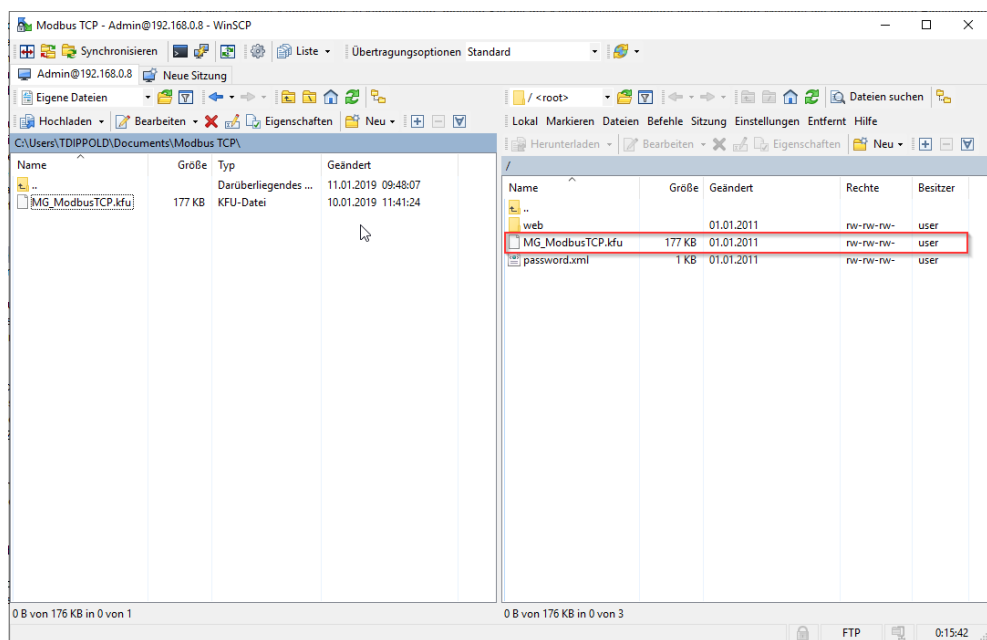 Modbus TCP - Admin@192.168.0.8 - WinSCP
Synchronisieren Liste Übertragungsoptionen Standard
Admin@192.168.0.8 Neue Sitzung
Eigene Dateien
Hochladen Bearbeiten Eigenschaften Neu
C:\Users\TDIPPOLD\Documents\Modbus TCP\
Name Größe Typ Geändert
.. Darüberliegendes ... 11.01.2019 09:48:07
MG_ModbusTCP.kfu 177 KB KFU-Datei 10.01.2019 11:41:24
0 B von 176 KB in 0 von 1
/ <root> Dateien suchen
Lokal Markieren Dateien Befehle Sitzung Einstellungen Entfernt Hilfe
Herunterladen Bearbeiten Eigenschaften Neu
/
Name Größe Geändert Rechte Besitzer
..
web 01.01.2011 rw-rw-rw- user
MG_ModbusTCP.kfu 177 KB 01.01.2011 rw-rw-rw- user
password.xml 1 KB 01.01.2011 rw-rw-rw- user
0 B von 176 KB in 0 von 3
FTP 0:15:42